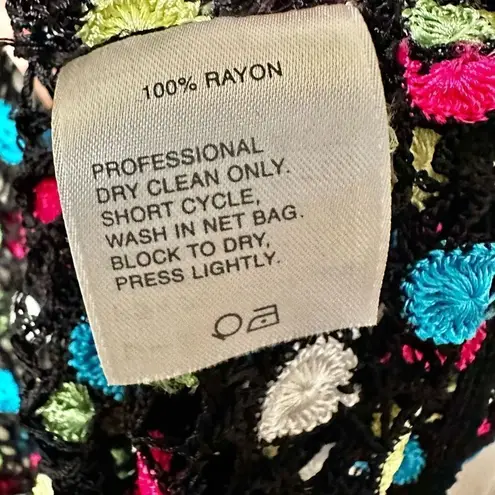 100% RAYON
PROFESSIONAL
DRY CLEAN ONLY.
SHORT CYCLE,
WASH IN NET BAG.
BLOCK TO DRY,
PRESS LIGHTLY.